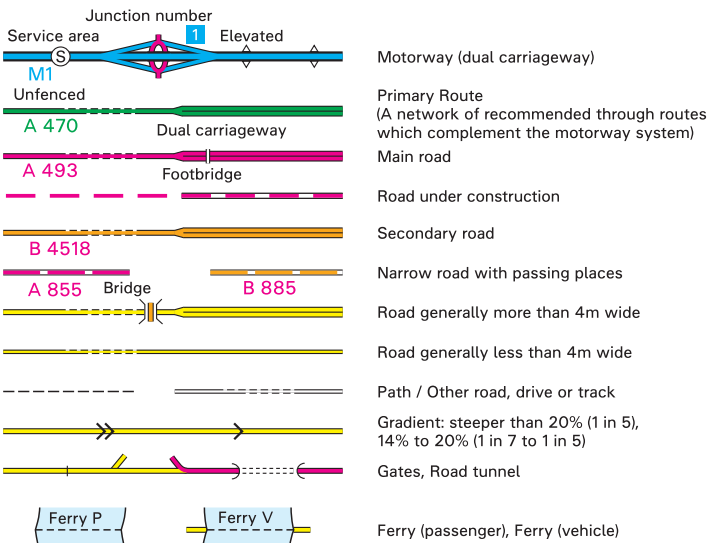 Junction number
Service area
1
Elevated
S
Motorway (dual carriageway)
M1
Unfenced
Primary Route
(A network of recommended through routes
which complement the motorway system)
A 470
Dual carriageway
Main road
A 493
Footbridge
Road under construction
Secondary road
B 4518
Narrow road with passing places
A 855
Bridge
B 885
Road generally more than 4m wide
Road generally less than 4m wide
Path / Other road, drive or track
Gradient: steeper than 20% (1 in 5),
14% to 20% (1 in 7 to 1 in 5)
Gates, Road tunnel
Ferry P
Ferry V
Ferry (passenger), Ferry (vehicle)